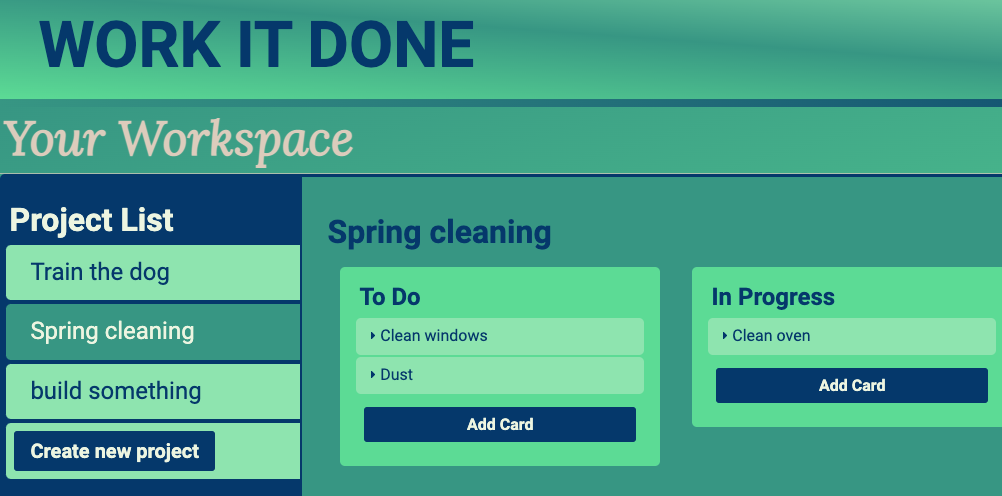 WORK IT DONE
Your Workspace
Project List
Train the dog
Spring cleaning
build something
Create new project
Spring cleaning
To Do
Clean windows
Dust
Add Card
In Progress
Clean oven
Add Card